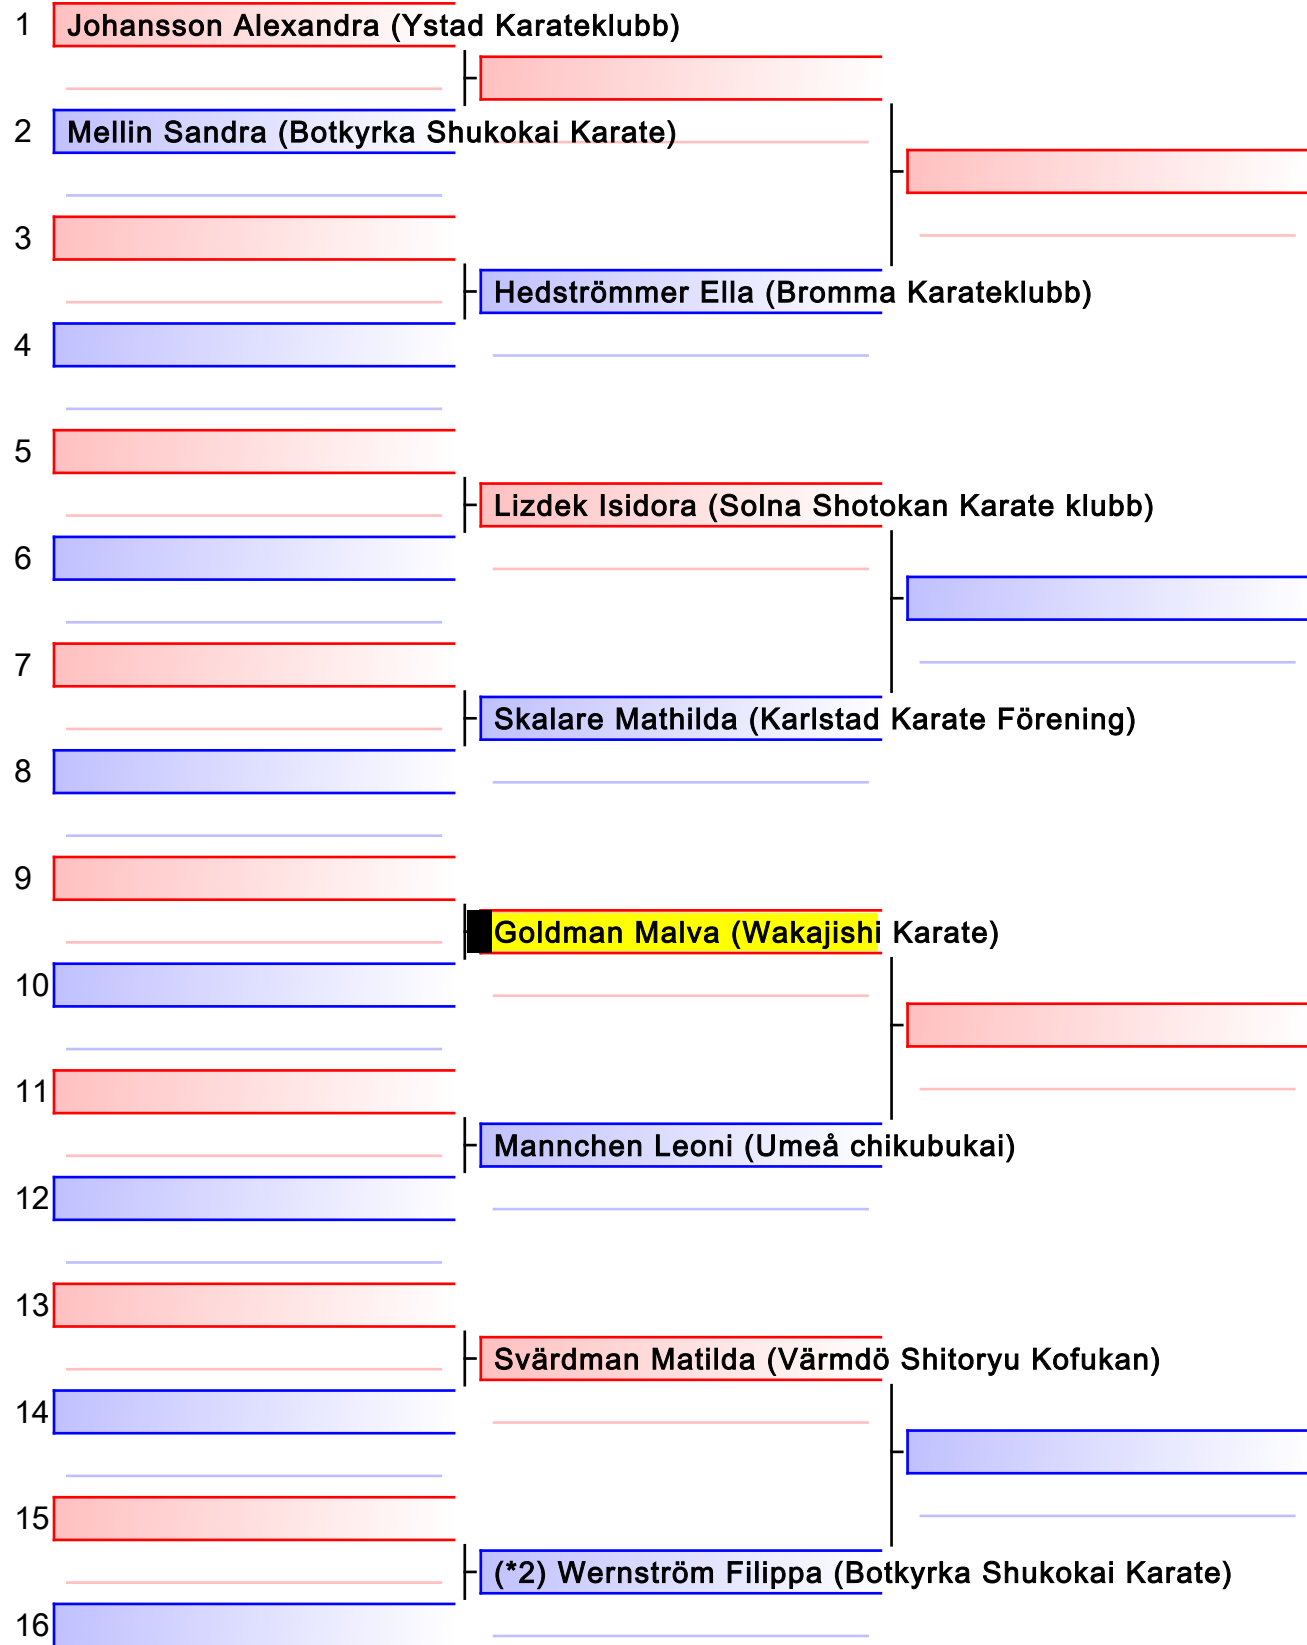 1 Johansson Alexandra (Ystad Karateklubb)
2 Mellin Sandra (Botkyrka Shukokai Karate)
3
Hedströmmer Ella (Bromma Karateklubb)
4
5
Lizdek Isidora (Solna Shotokan Karate klubb)
6
7
Skalare Mathilda (Karlstad Karate Förening)
8
9
Goldman Malva (Wakajishi Karate)
10
11
Mannchen Leoni (Umeå chikubukai)
12
13
Svärdman Matilda (Värmdö Shitoryu Kofukan)
14
15
(*2) Wernström Filippa (Botkyrka Shukokai Karate)
16